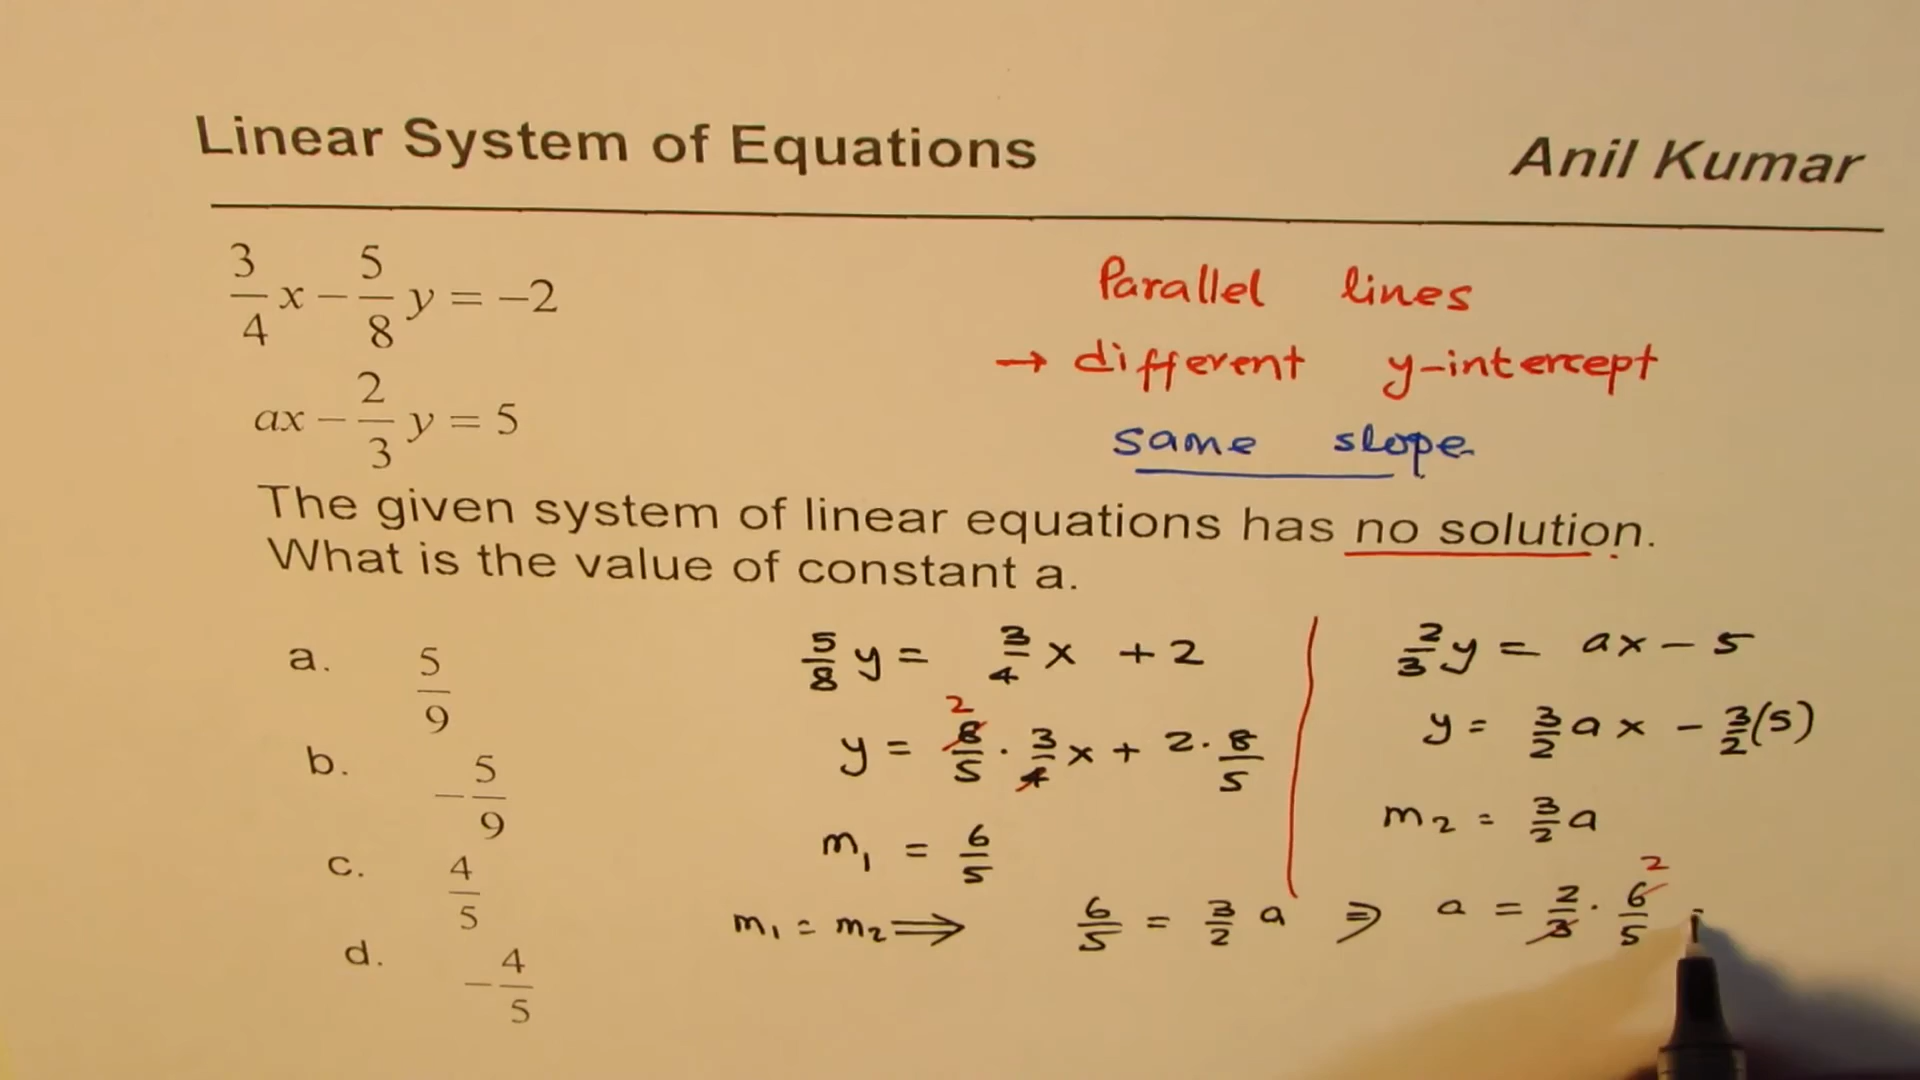 Linear System of Equations
Anil Kumar
3/4 x − 5/8 y = −2
ax − 2/3 y = 5
Parallel lines
→ different y-intercept
same slope
The given system of linear equations has no solution.
What is the value of constant a.
a. 5/9
b. −5/9
c. 4/5
d. −4/5
5/8 y = 3/4 x + 2
2
y = 8/5 · 3/4 x + 2 · 8/5
m₁ = 6/5
2/3 y = ax − 5
y = 3/2 a x − 3/2 (5)
m₂ = 3/2 a
2
m₁ = m₂ ⟹ 6/5 = 3/2 a ⇒ a = 2/3 · 6/5 =